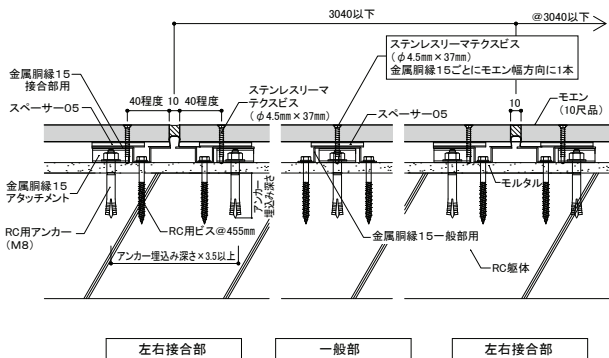 3040以下
@3040以下
ステンレスリーマテクスビス
(φ4.5mm×37mm)
金属胴縁15ごとにモエン幅方向に1本
金属胴縁15
接合部用
スペーサー05
40程度
10
40程度
ステンレスリーマ
テクスビス
(φ4.5mm×37mm)
スペーサー05
10
モエン
(10尺品)
金属胴縁15
アタッチメント
RC用アンカー
(M8)
RC用ビス@455mm
アンカー
埋込み深さ
アンカー埋込み深さ×3.5以上
モルタル
金属胴縁15一般部用
RC躯体
左右接合部
一般部
左右接合部